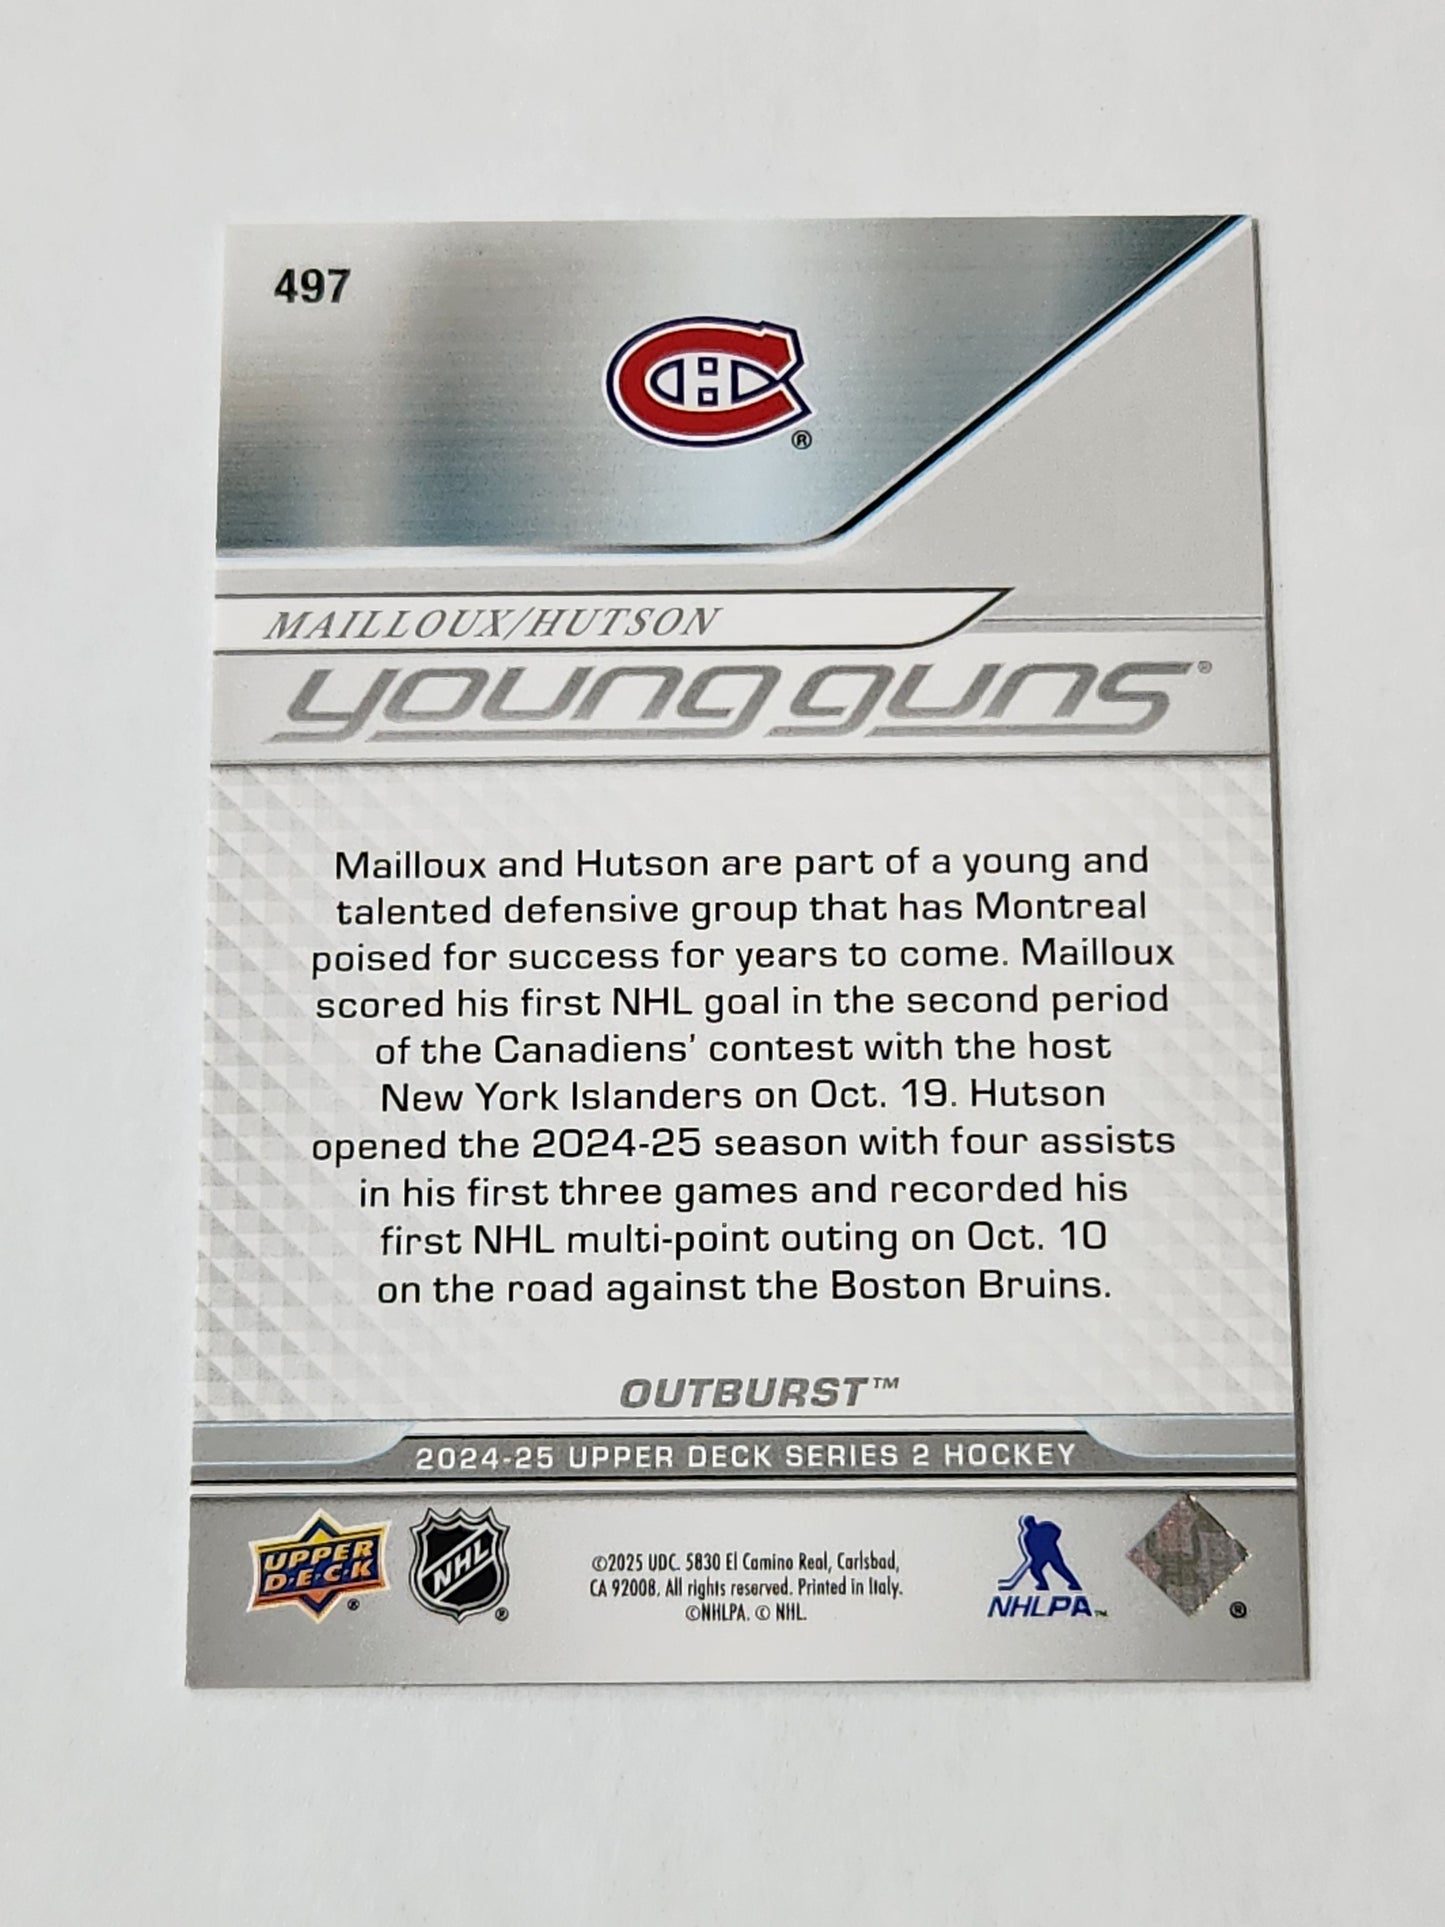 497
®
MAILLOUX/HUTSON
young guns®
Mailloux and Hutson are part of a young and
talented defensive group that has Montreal
poised for success for years to come. Mailloux
scored his first NHL goal in the second period
of the Canadiens’ contest with the host
New York Islanders on Oct. 19. Hutson
opened the 2024-25 season with four assists
in his first three games and recorded his
first NHL multi-point outing on Oct. 10
on the road against the Boston Bruins.
OUTBURST™
2024-25 UPPER DECK SERIES 2 HOCKEY
UPPER
D·E·C·K
®
NHL
®
©2025 UDC. 5830 El Camino Real, Carlsbad,
CA 92008. All rights reserved. Printed in Italy.
©NHLPA. © NHL.
NHLPA™
®